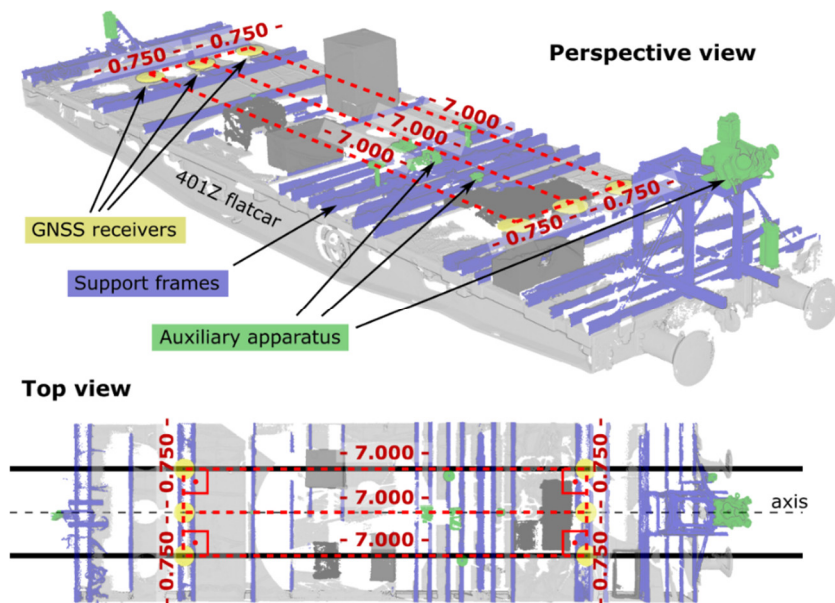 Perspective view
- 0.750 - - 0.750 -
- 7.000 -
- 7.000 -
- 7.000 -
401Z flatcar
GNSS receivers
- 0.750 - - 0.750 -
Support frames
Auxiliary apparatus
Top view
- 0.750 - - 0.750 -
- 7.000 -
- 7.000 -
- 7.000 -
- 0.750 - - 0.750 -
axis